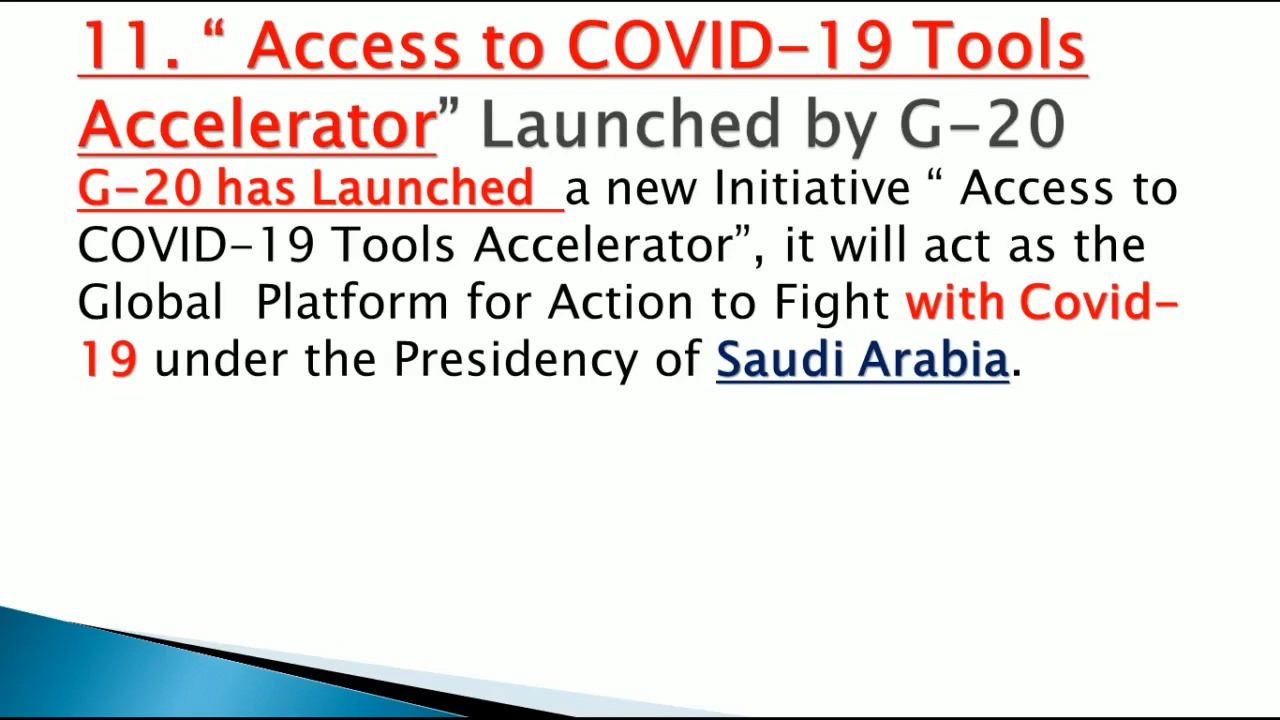 11. “ Access to COVID-19 Tools
Accelerator” Launched by G-20
G-20 has Launched a new Initiative “ Access to
COVID-19 Tools Accelerator”, it will act as the
Global Platform for Action to Fight with Covid-
19 under the Presidency of Saudi Arabia.